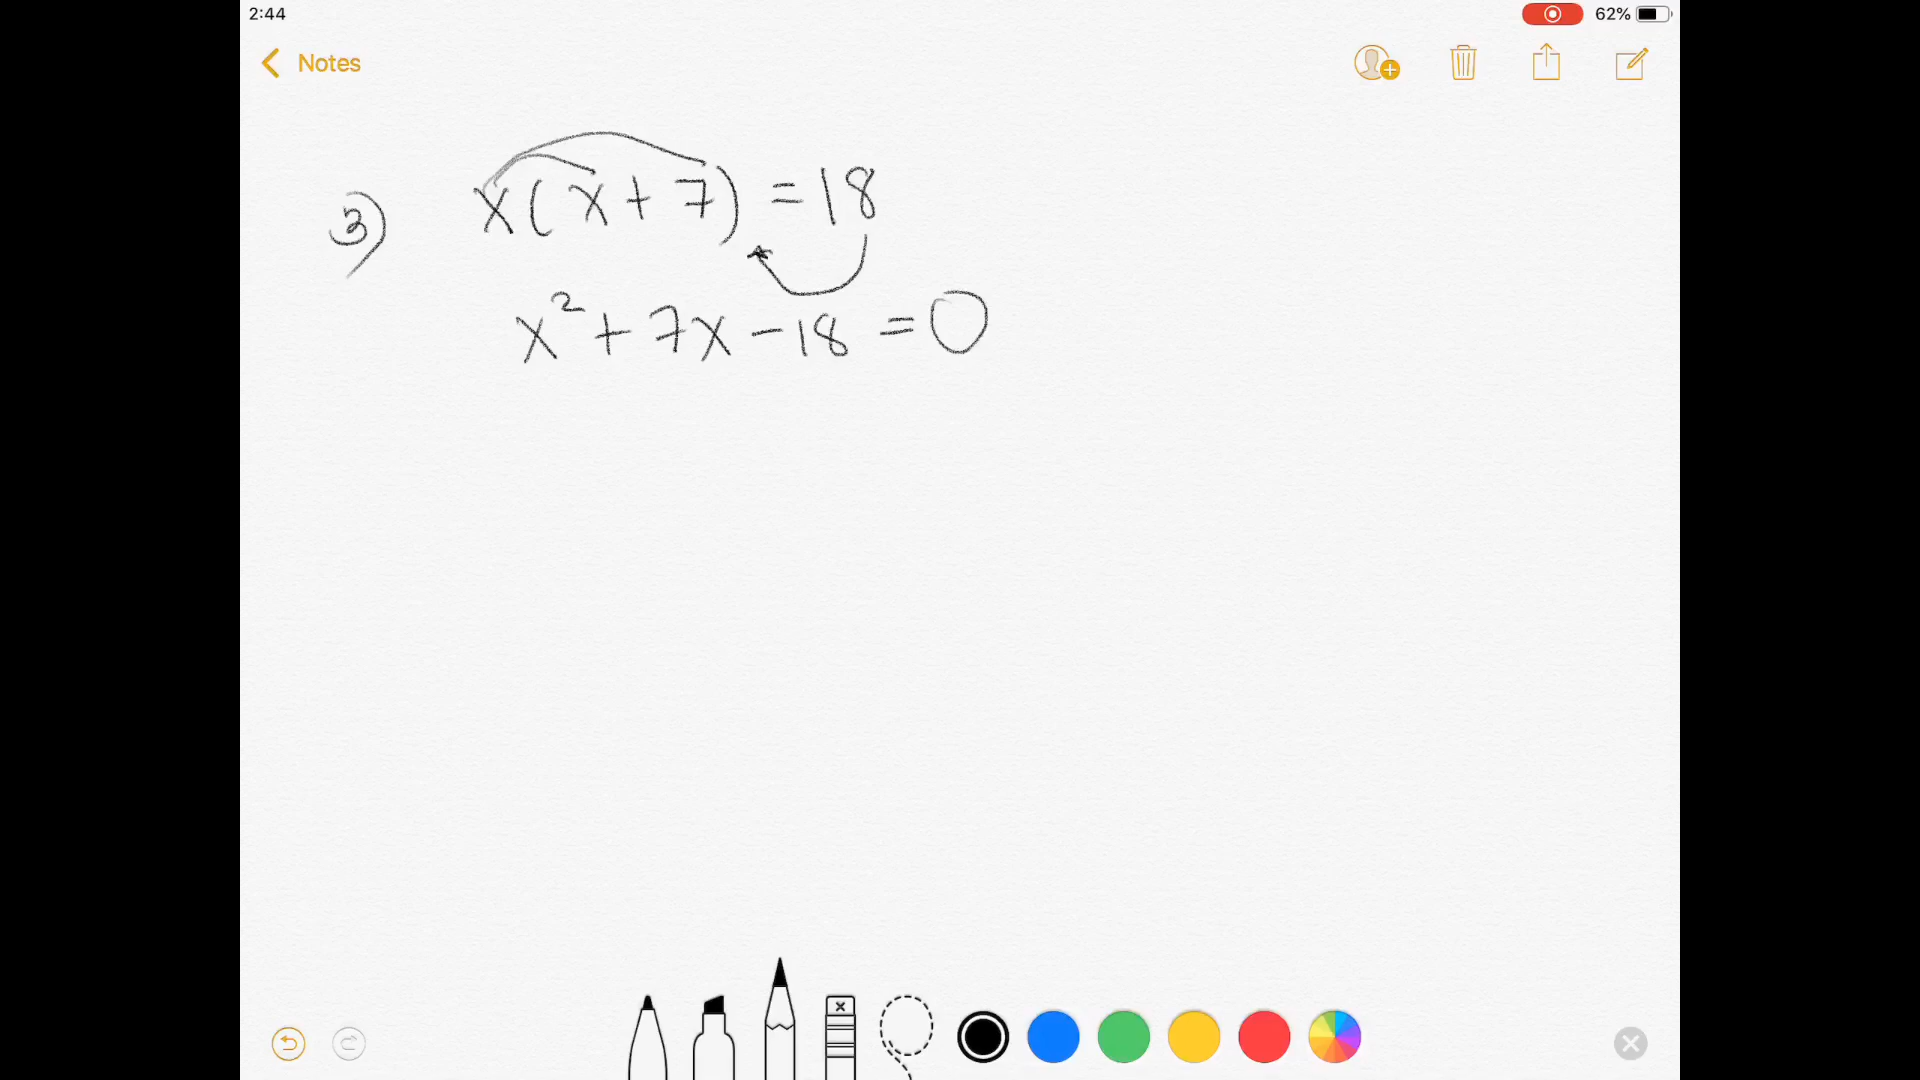 2:44
62%
Notes
3) x(x + 7) = 18
x² + 7x - 18 = 0